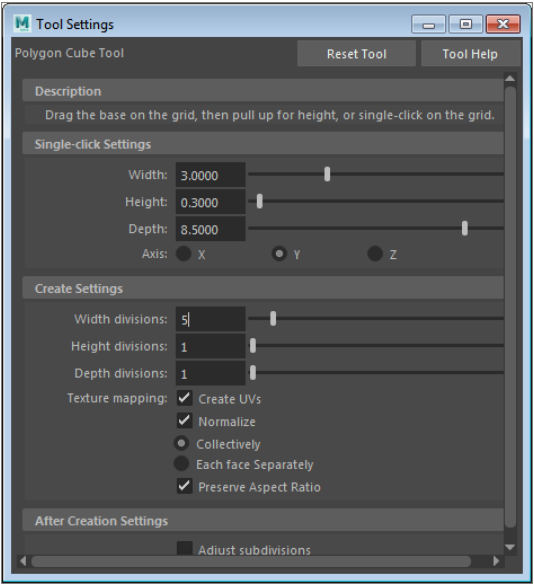 M Tool Settings
Polygon Cube Tool Reset Tool Tool Help
Description
Drag the base on the grid, then pull up for height, or single-click on the grid.
Single-click Settings
Width: 3.0000
Height: 0.3000
Depth: 8.5000
Axis: X Y Z
Create Settings
Width divisions: 5
Height divisions: 1
Depth divisions: 1
Texture mapping: Create UVs
Normalize
Collectively
Each face Separately
Preserve Aspect Ratio
After Creation Settings
Adjust subdivisions